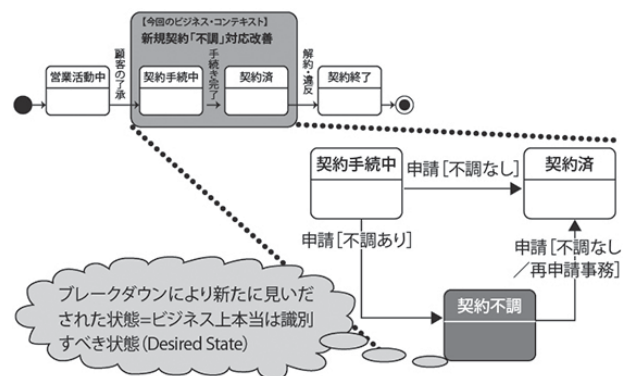 【今回のビジネス・コンテキスト】
新規契約「不調」対応改善
営業活動中
顧客の了承
契約手続中
手続き完了
契約済
解約・違反
契約終了
契約手続中
申請[不調なし]
契約済
申請[不調あり]
申請[不調なし
／再申請事務]
契約不調
ブレークダウンにより新たに見いだ
された状態=ビジネス上本当は識別
すべき状態(Desired State)